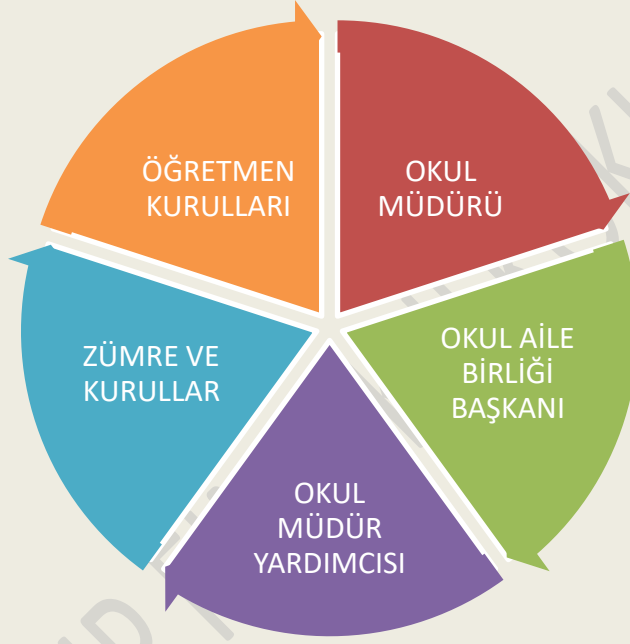 OKUL
MÜDÜRÜ
OKUL AİLE
BİRLİĞİ
BAŞKANI
OKUL
MÜDÜR
YARDIMCISI
ZÜMRE VE
KURULLAR
ÖĞRETMEN
KURULLARI